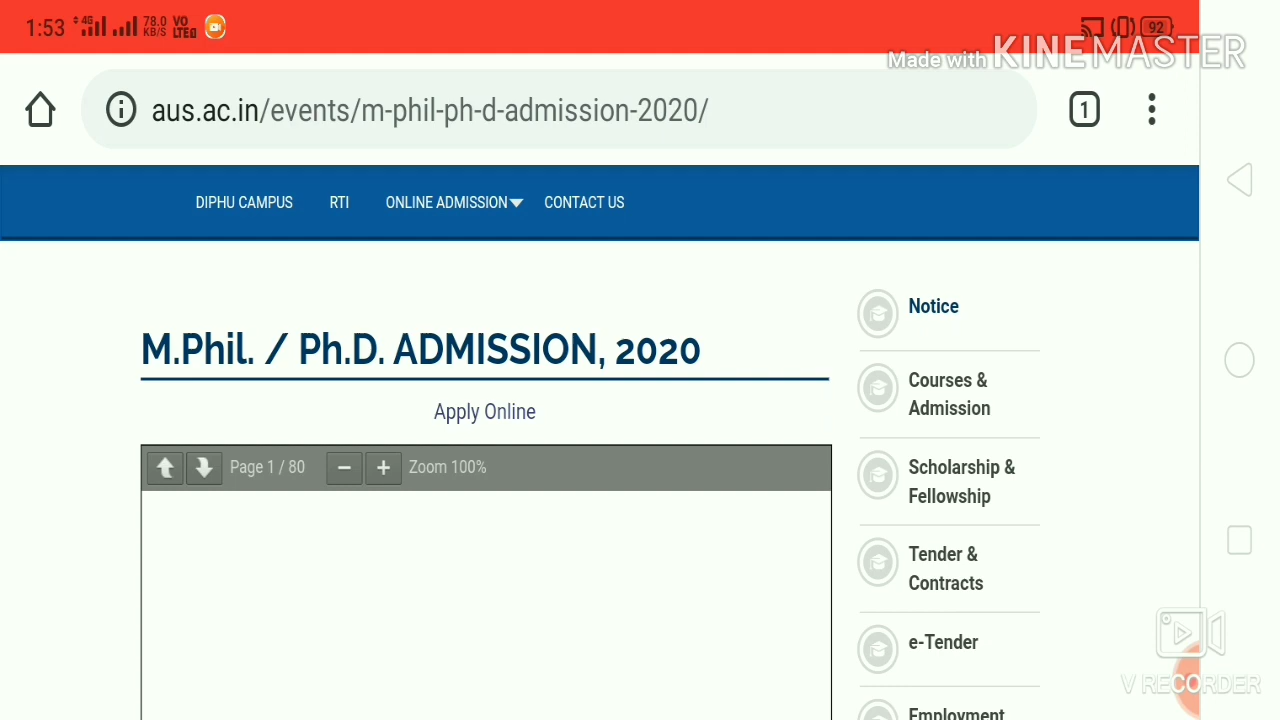 1:53 4G 78.0 KB/S VO LTE 92
Made with KINEMASTER
aus.ac.in/events/m-phil-ph-d-admission-2020/
1
DIPHU CAMPUS RTI ONLINE ADMISSION CONTACT US
M.Phil. / Ph.D. ADMISSION, 2020
Apply Online
Page 1 / 80 Zoom 100%
Notice
Courses &
Admission
Scholarship &
Fellowship
Tender &
Contracts
e-Tender
Employment
V RECORDER